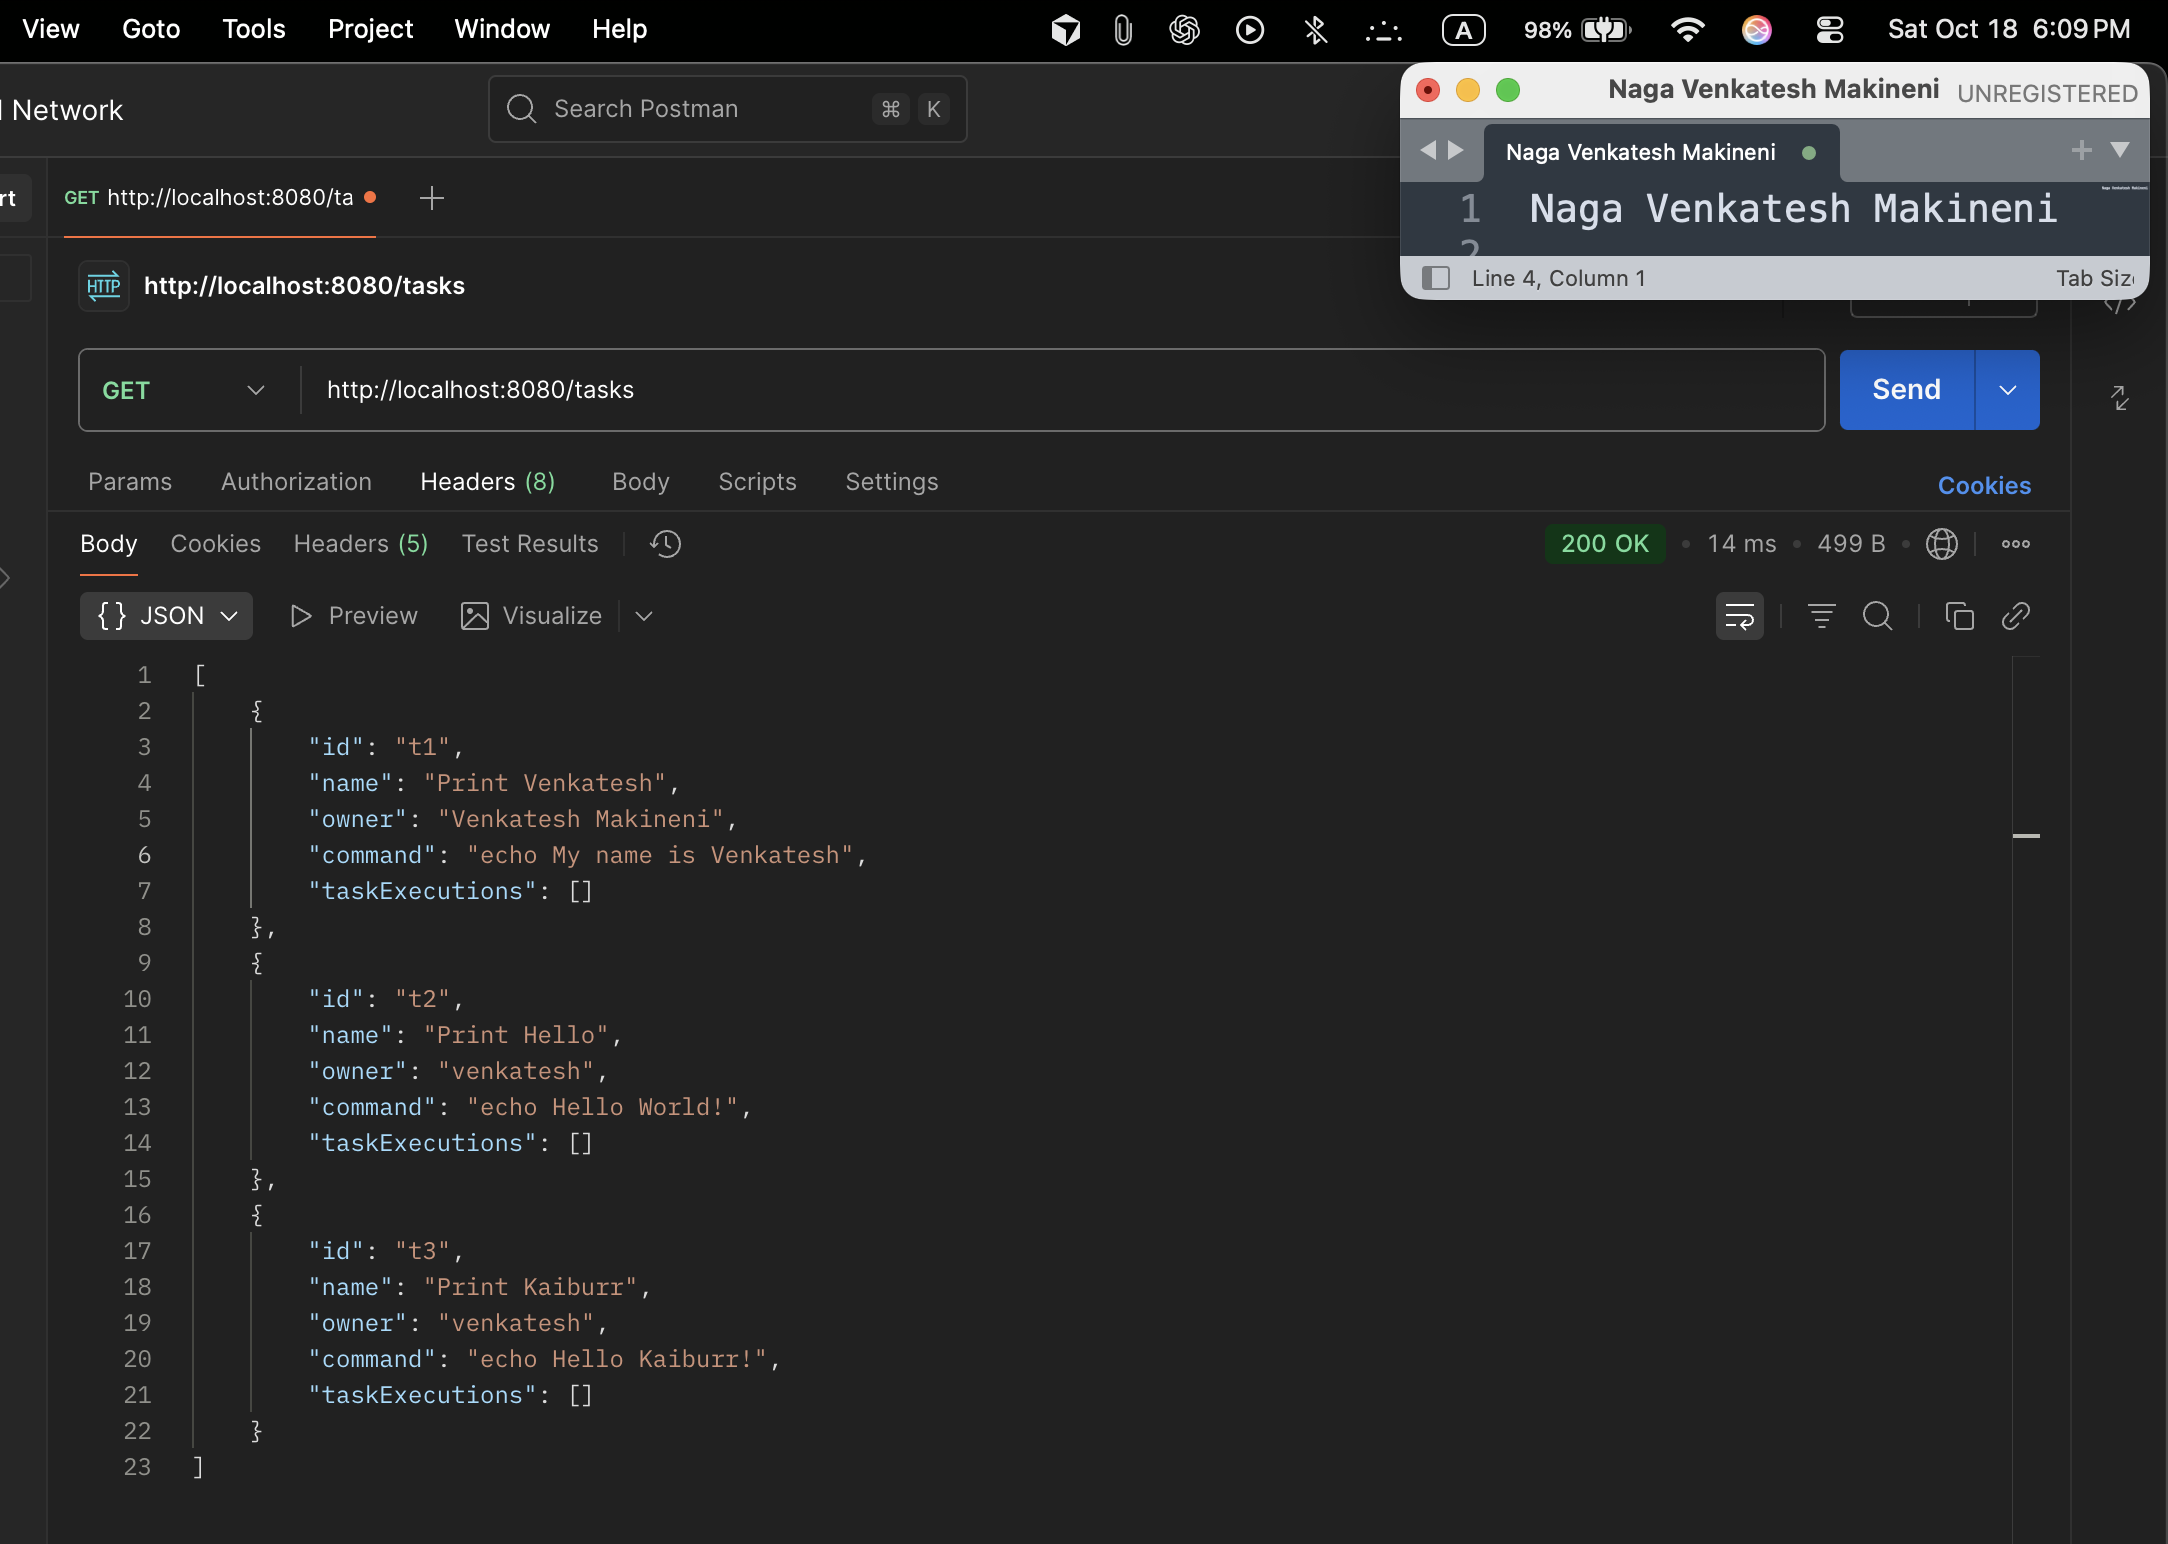 View Goto Tools Project Window Help A 98% Sat Oct 18 6:09 PM
Network
Search Postman ⌘ K
Naga Venkatesh Makineni UNREGISTERED
Naga Venkatesh Makineni
1 Naga Venkatesh Makineni
2
Line 4, Column 1 Tab Size
rt
GET http://localhost:8080/ta
HTTP http://localhost:8080/tasks
GET http://localhost:8080/tasks Send
Params Authorization Headers (8) Body Scripts Settings Cookies
Body Cookies Headers (5) Test Results 200 OK • 14 ms • 499 B
{} JSON Preview Visualize
1 [
2 {
3 "id": "t1",
4 "name": "Print Venkatesh",
5 "owner": "Venkatesh Makineni",
6 "command": "echo My name is Venkatesh",
7 "taskExecutions": []
8 },
9 {
10 "id": "t2",
11 "name": "Print Hello",
12 "owner": "venkatesh",
13 "command": "echo Hello World!",
14 "taskExecutions": []
15 },
16 {
17 "id": "t3",
18 "name": "Print Kaiburr",
19 "owner": "venkatesh",
20 "command": "echo Hello Kaiburr!",
21 "taskExecutions": []
22 }
23 ]